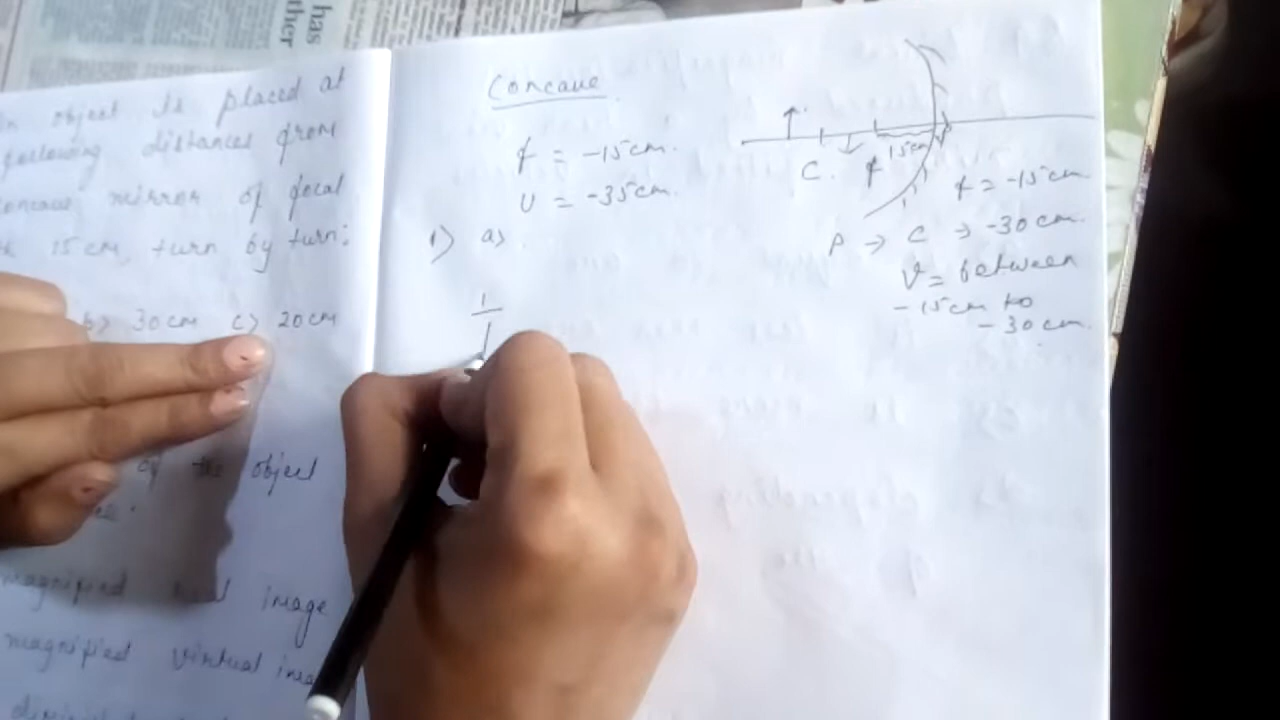 has
ther
object is placed at
following distances from
concave mirror of focal
15 cm, turn by turn;
b) 30 cm c) 20 cm
of the object
magnified real image
magnified virtual
Concave
f = -15 cm.
u = -35 cm.
1) a)
1
C. f 15cm
f = -15 cm
P → C → -30 cm.
V = between
-15 cm to
-30 cm.